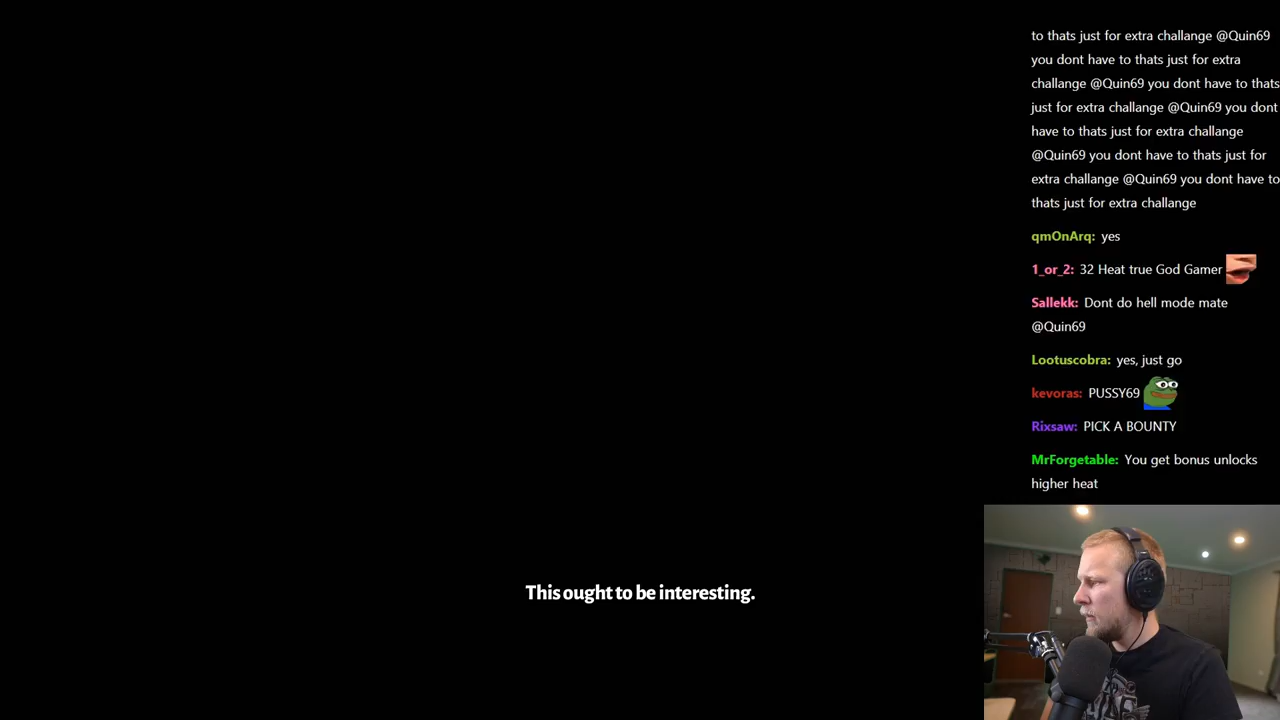 to thats just for extra challange @Quin69
you dont have to thats just for extra
challange @Quin69 you dont have to thats
just for extra challange @Quin69 you dont
have to thats just for extra challange
@Quin69 you dont have to thats just for
extra challange @Quin69 you dont have to
thats just for extra challange
qmOnArq: yes
1_or_2: 32 Heat true God Gamer
Sallekk: Dont do hell mode mate
@Quin69
Lootuscobra: yes, just go
kevoras: PUSSY69
Rixsaw: PICK A BOUNTY
MrForgetable: You get bonus unlocks
higher heat
This ought to be interesting.